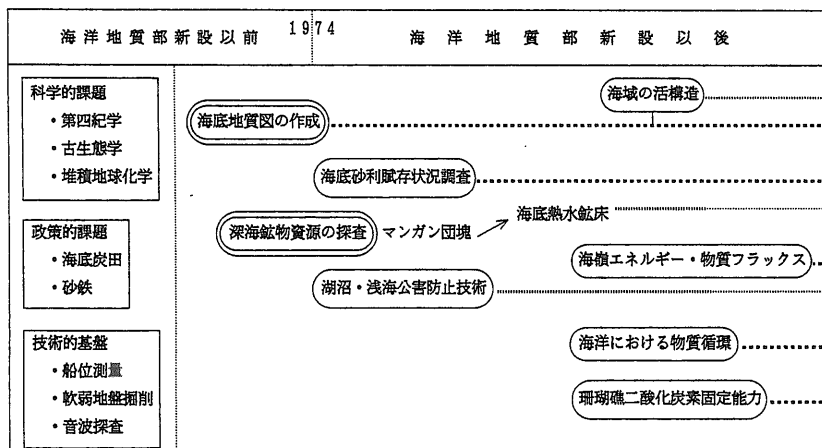 海洋地質部新設以前 1974 海洋地質部新設以後
科学的課題
・第四紀学
・古生態学
・堆積地球化学
海域の活構造
海底地質図の作成
海底砂利賦存状況調査
政策的課題
・海底炭田
・砂鉄
深海鉱物資源の探査 マンガン団塊 海底熱水鉱床
海嶺エネルギー・物質フラックス
湖沼・浅海公害防止技術
技術的基盤
・船位測量
・軟弱地盤掘削
・音波探査
海洋における物質循環
珊瑚礁二酸化炭素固定能力